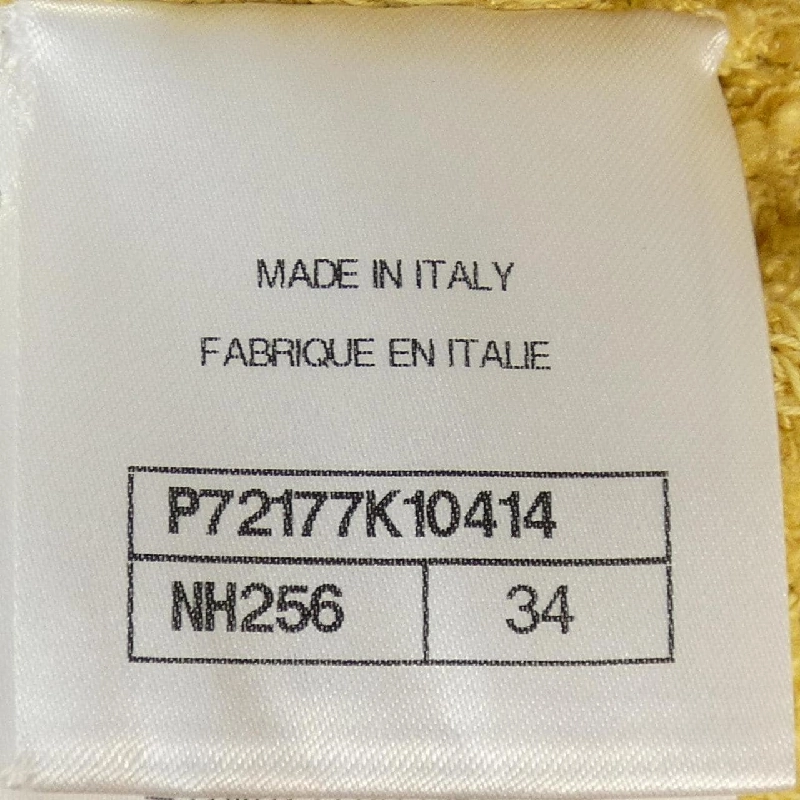 MADE IN ITALY
FABRIQUE EN ITALIE
P72177K10414
NH256 34